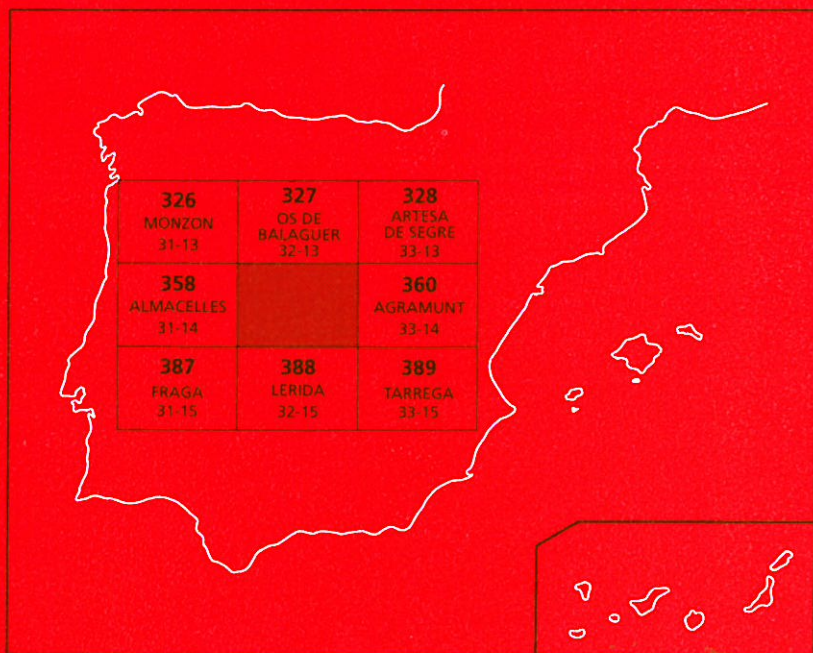 326
MONZON
31-13
327
OS DE
BALAGUER
32-13
328
ARTESA
DE SEGRE
33-13
358
ALMACELLES
31-14
360
AGRAMUNT
33-14
387
FRAGA
31-15
388
LERIDA
32-15
389
TARREGA
33-15